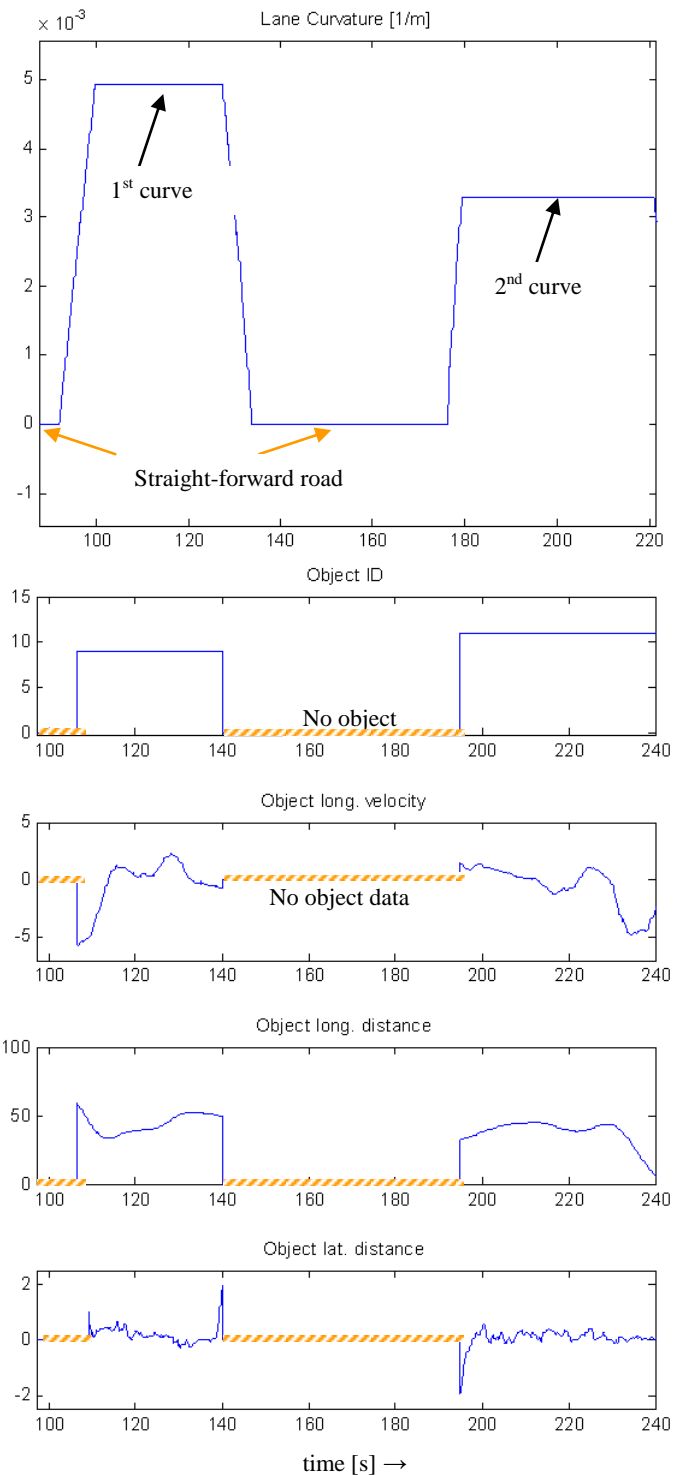 × 10⁻³
Lane Curvature [1/m]
5
4
3
2
1
0
-1
1st curve
2nd curve
Straight-forward road
100 120 140 160 180 200 220
Object ID
15
10
5
0
No object
100 120 140 160 180 200 220 240
Object long. velocity
5
0
-5
No object data
100 120 140 160 180 200 220 240
Object long. distance
100
50
0
100 120 140 160 180 200 220 240
Object lat. distance
2
0
-2
100 120 140 160 180 200 220 240
time [s] →